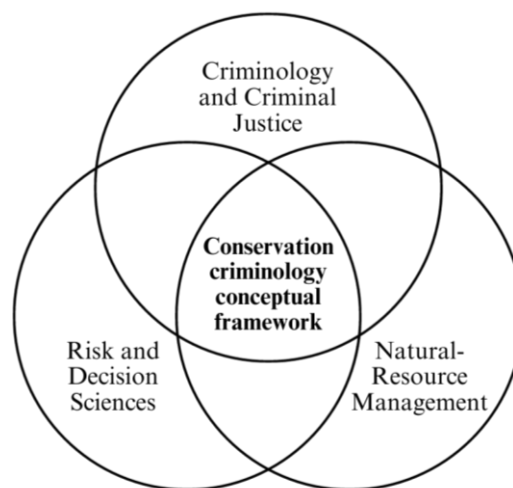 Criminology
and Criminal
Justice
Conservation
criminology
conceptual
framework
Risk and
Decision
Sciences
Natural-
Resource
Management